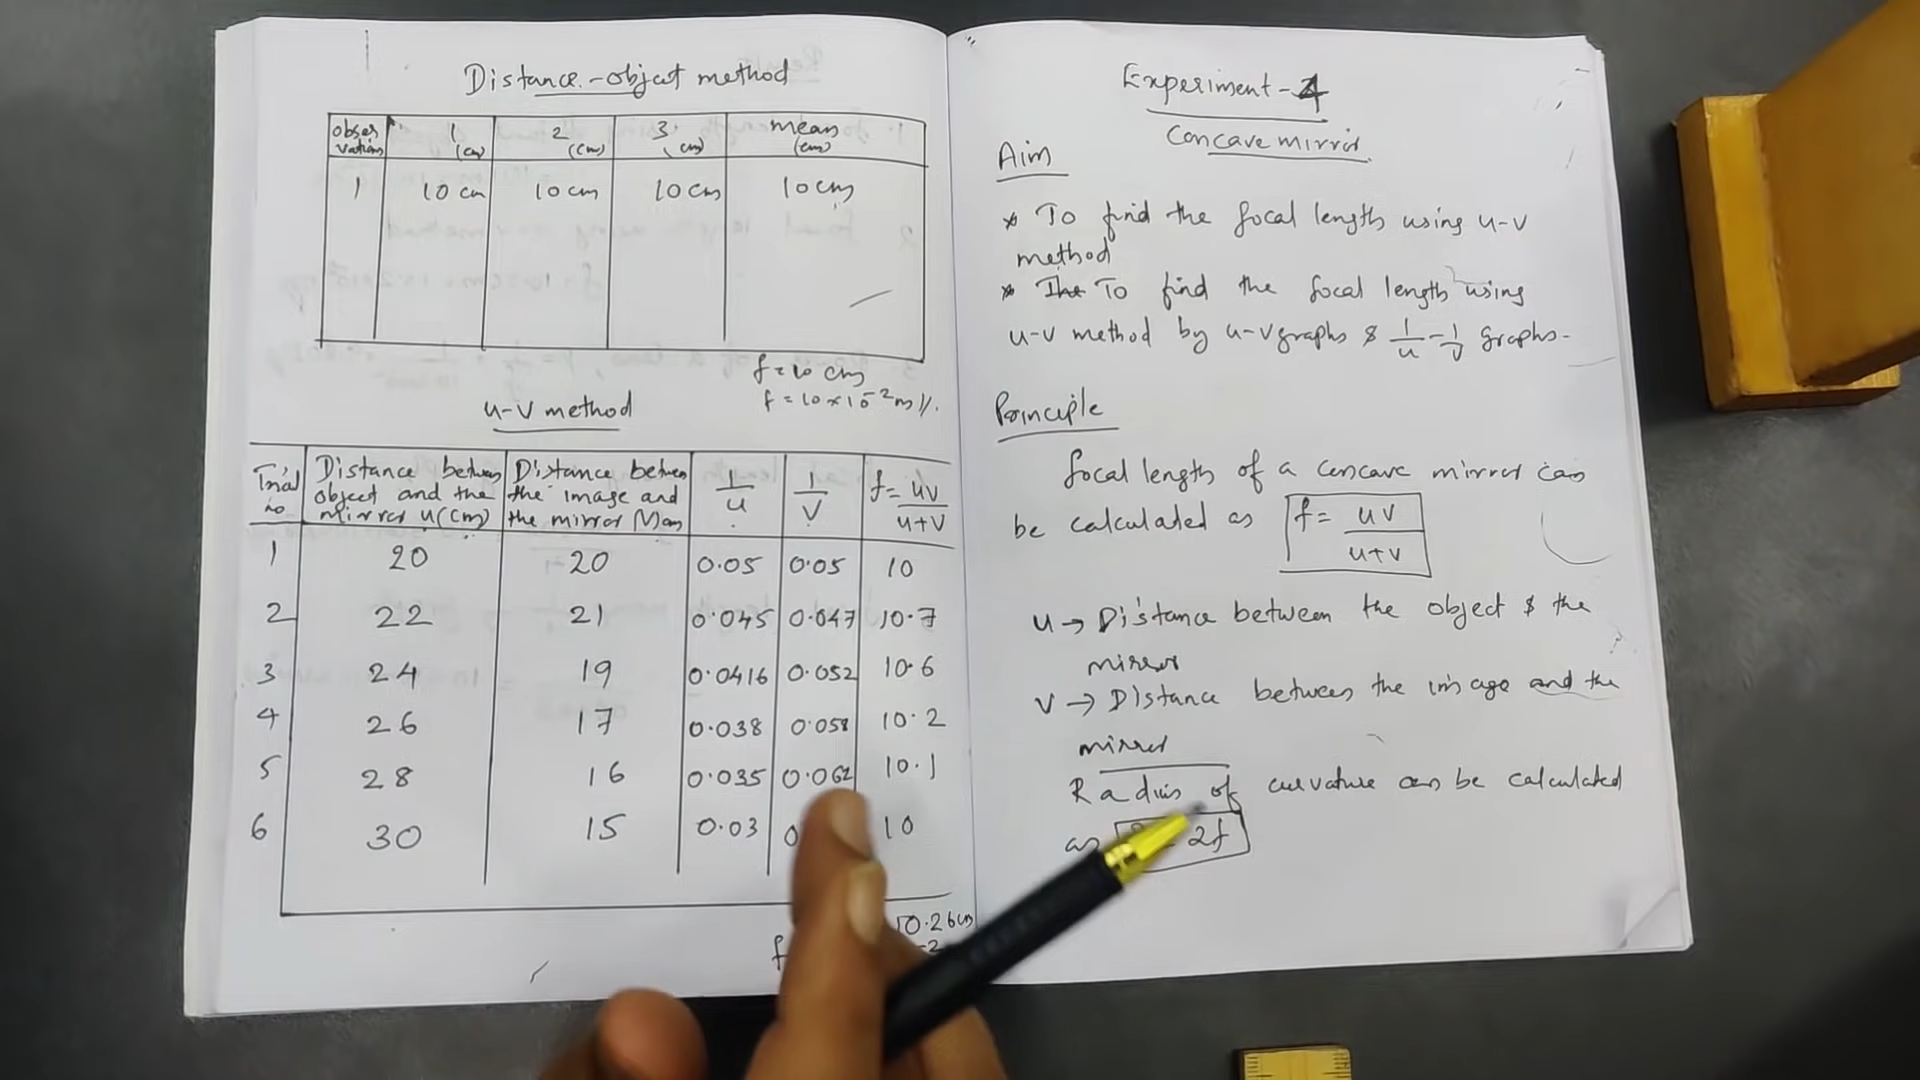 Distance-object method
obser
vations
1
(cm)
2
(cm)
3
(cm)
mean
(cm)
1 10 cm 10 cm 10 cm 10 cm
f = 10 cm
f = 10 × 10⁻² m //.
u-v method
Trial
no
Distance between
object and the
mirror u (cm)
Distance between
the image and
the mirror (V) cm
1/u
1/v
f = uv/u+v
1 20 20 0.05 0.05 10
2 22 21 0.045 0.047 10.7
3 24 19 0.0416 0.052 10.6
4 26 17 0.038 0.058 10.2
5 28 16 0.035 0.062 10.1
6 30 15 0.03 10
10.26cm
f
Experiment-4
Concave mirror
Aim
* To find the focal length using u-v
method
* To find the focal length using
u-v method by u-v graphs & 1/u - 1/v graphs-
Principle
focal length of a concave mirror can
be calculated as f = uv/u+v
u → Distance between the object & the
mirror
v → Distance between the image and the
mirror
Radius of curvature can be calculated
as 2f